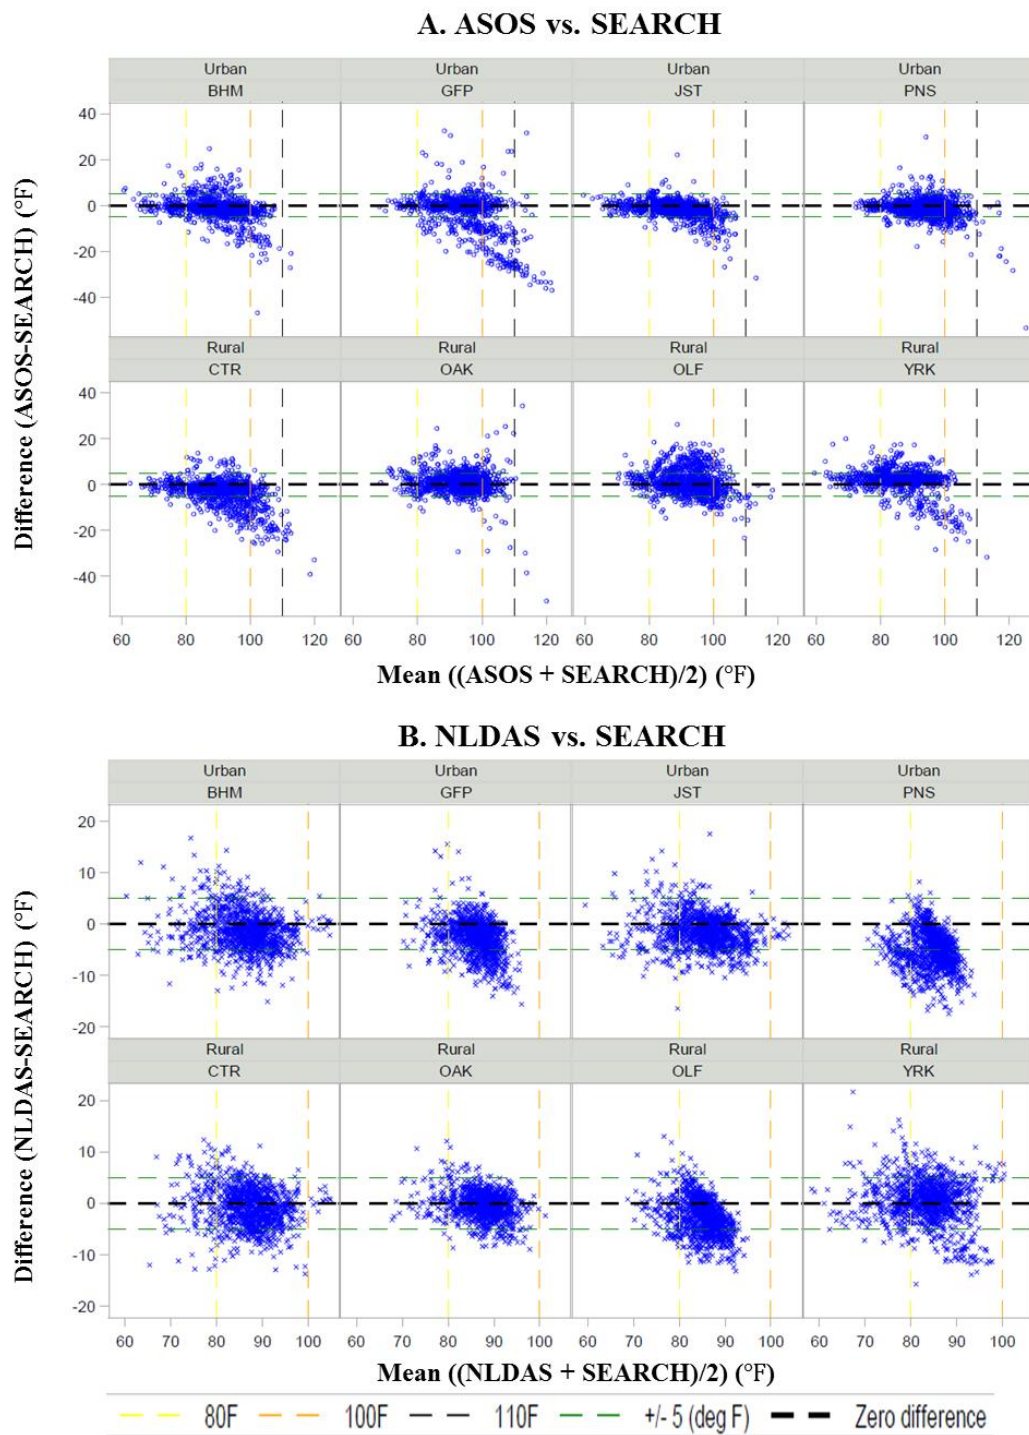 A. ASOS vs. SEARCH
Urban Urban Urban Urban
BHM GFP JST PNS
40
20
0
-20
-40
Rural Rural Rural Rural
CTR OAK OLF YRK
40
20
0
-20
-40
60 80 100 120 60 80 100 120 60 80 100 120 60 80 100 120
Difference (ASOS-SEARCH) (°F)
Mean ((ASOS + SEARCH)/2) (°F)
B. NLDAS vs. SEARCH
Urban Urban Urban Urban
BHM GFP JST PNS
20
10
0
-10
-20
Rural Rural Rural Rural
CTR OAK OLF YRK
20
10
0
-10
-20
60 70 80 90 100 60 70 80 90 100 60 70 80 90 100 60 70 80 90 100
Difference (NLDAS-SEARCH) (°F)
Mean ((NLDAS + SEARCH)/2) (°F)
80F 100F 110F +/- 5 (deg F) Zero difference